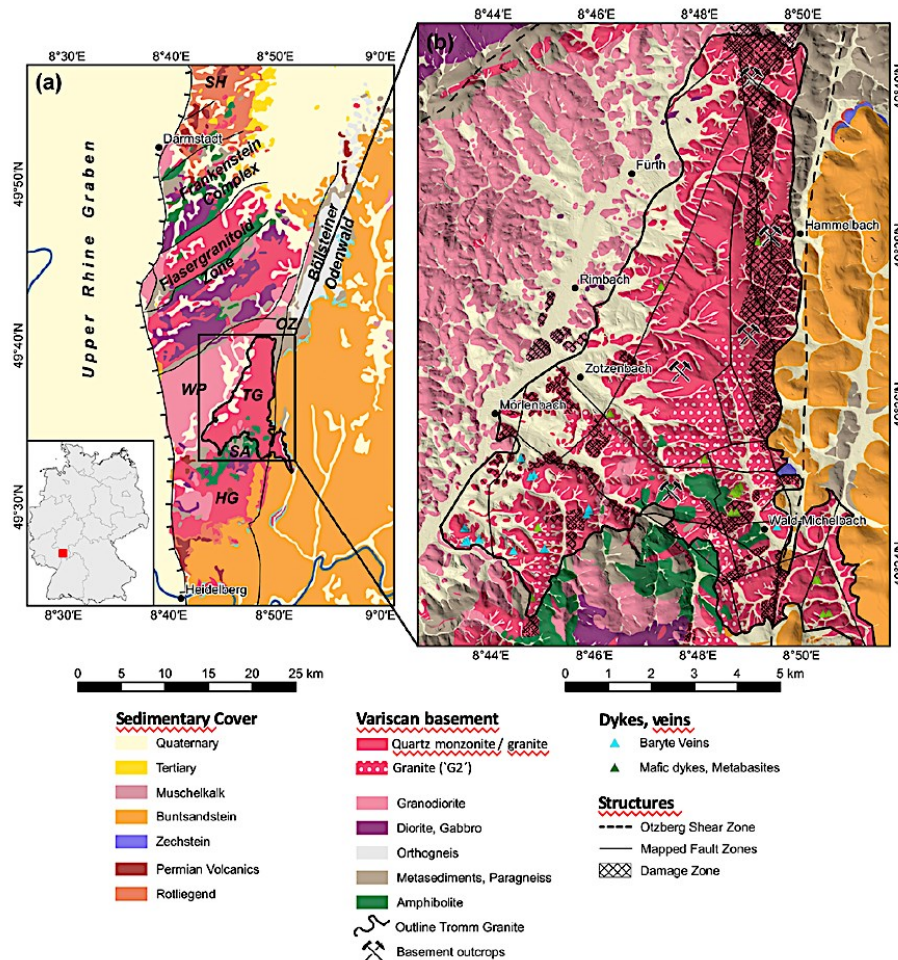 8°44'E 8°46'E 8°48'E 8°50'E
8°30'E 8°40'E 8°50'E 9°0'E
(a)
SH
Darmstadt
Frankenstein
Complex
Flasergranitoid
Zone
Böllsteiner
Odenwald
OZ
WP
TG
SA
HG
Heidelberg
Upper Rhine Graben
49°50'N
49°40'N
49°30'N
8°30'E 8°40'E 8°50'E 9°0'E
(b)
Fürth
Hammelbach
Rimbach
Zotzenbach
Mörlenbach
Wald-Michelbach
8°44'E 8°46'E 8°48'E 8°50'E
0 5 10 15 20 25 km
0 1 2 3 4 5 km
Sedimentary Cover
Quaternary
Tertiary
Muschelkalk
Buntsandstein
Zechstein
Permian Volcanics
Rotliegend
Variscan basement
Quartz monzonite/ granite
Granite ('G2')
Granodiorite
Diorite, Gabbro
Orthogneis
Metasediments, Paragneiss
Amphibolite
Outline Tromm Granite
Basement outcrops
Dykes, veins
Baryte Veins
Mafic dykes, Metabasites
Structures
Otzberg Shear Zone
Mapped Fault Zones
Damage Zone